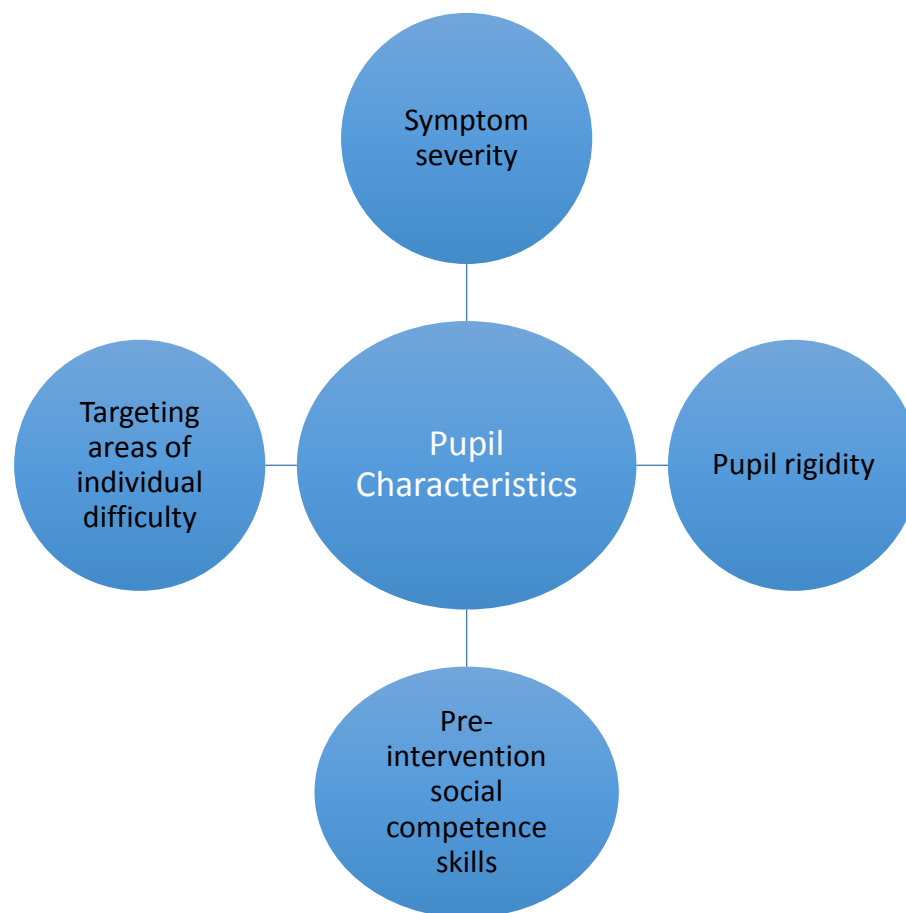 Symptom
severity
Targeting
areas of
individual
difficulty
Pupil
Characteristics
Pupil rigidity
Pre-
intervention
social
competence
skills